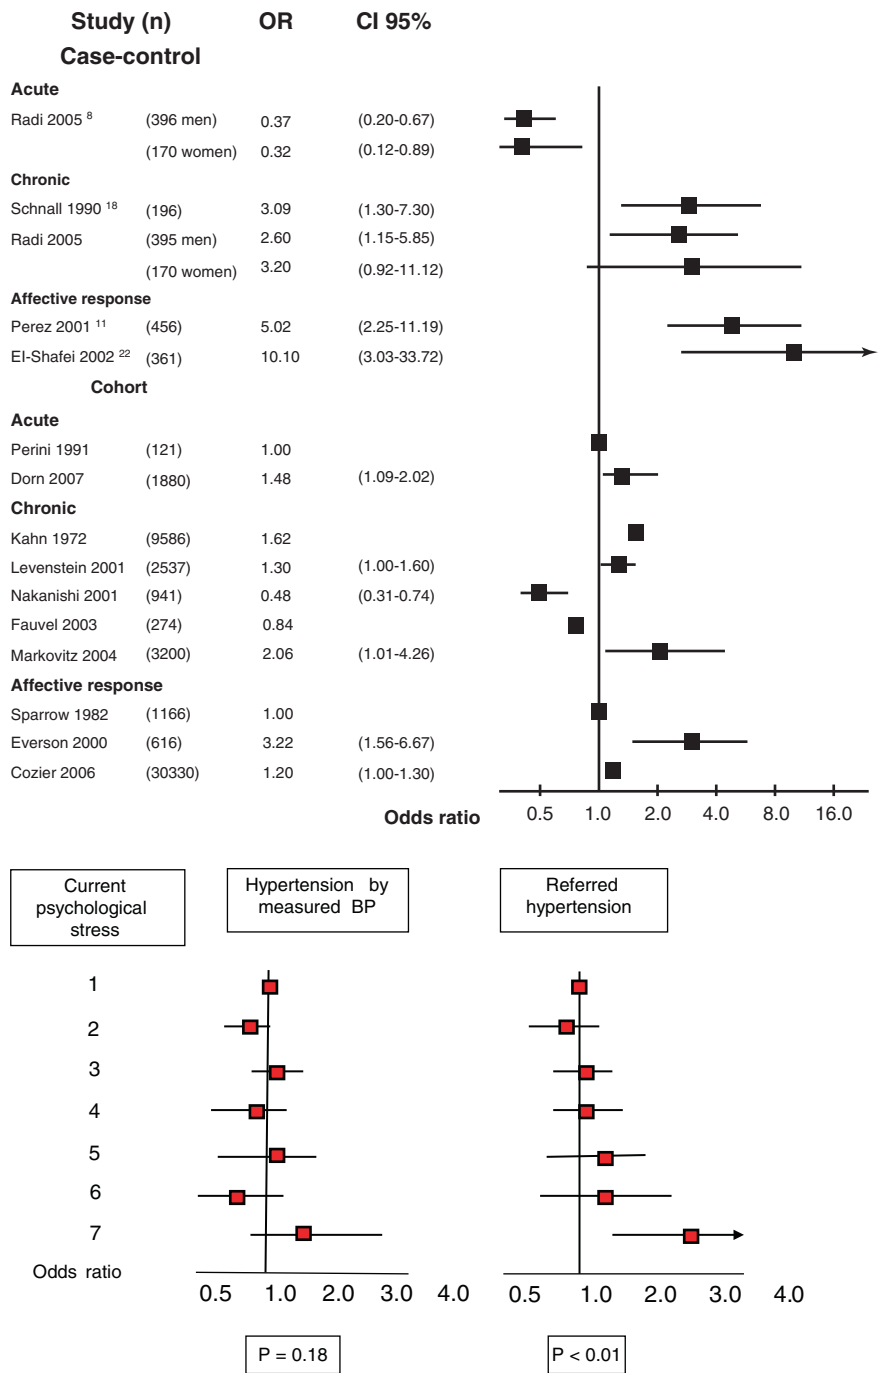 Study (n) OR CI 95%
Case-control
Acute
Radi 2005 8 (396 men) 0.37 (0.20-0.67)
(170 women) 0.32 (0.12-0.89)
Chronic
Schnall 1990 18 (196) 3.09 (1.30-7.30)
Radi 2005 (395 men) 2.60 (1.15-5.85)
(170 women) 3.20 (0.92-11.12)
Affective response
Perez 2001 11 (456) 5.02 (2.25-11.19)
EI-Shafei 2002 22 (361) 10.10 (3.03-33.72)
Cohort
Acute
Perini 1991 (121) 1.00
Dorn 2007 (1880) 1.48 (1.09-2.02)
Chronic
Kahn 1972 (9586) 1.62
Levenstein 2001 (2537) 1.30 (1.00-1.60)
Nakanishi 2001 (941) 0.48 (0.31-0.74)
Fauvel 2003 (274) 0.84
Markovitz 2004 (3200) 2.06 (1.01-4.26)
Affective response
Sparrow 1982 (1166) 1.00
Everson 2000 (616) 3.22 (1.56-6.67)
Cozier 2006 (30330) 1.20 (1.00-1.30)
Odds ratio 0.5 1.0 2.0 4.0 8.0 16.0
Current
psychological
stress
Hypertension by
measured BP
Referred
hypertension
1
2
3
4
5
6
7
Odds ratio
0.5 1.0 2.0 3.0 4.0
0.5 1.0 2.0 3.0 4.0
P = 0.18
P < 0.01